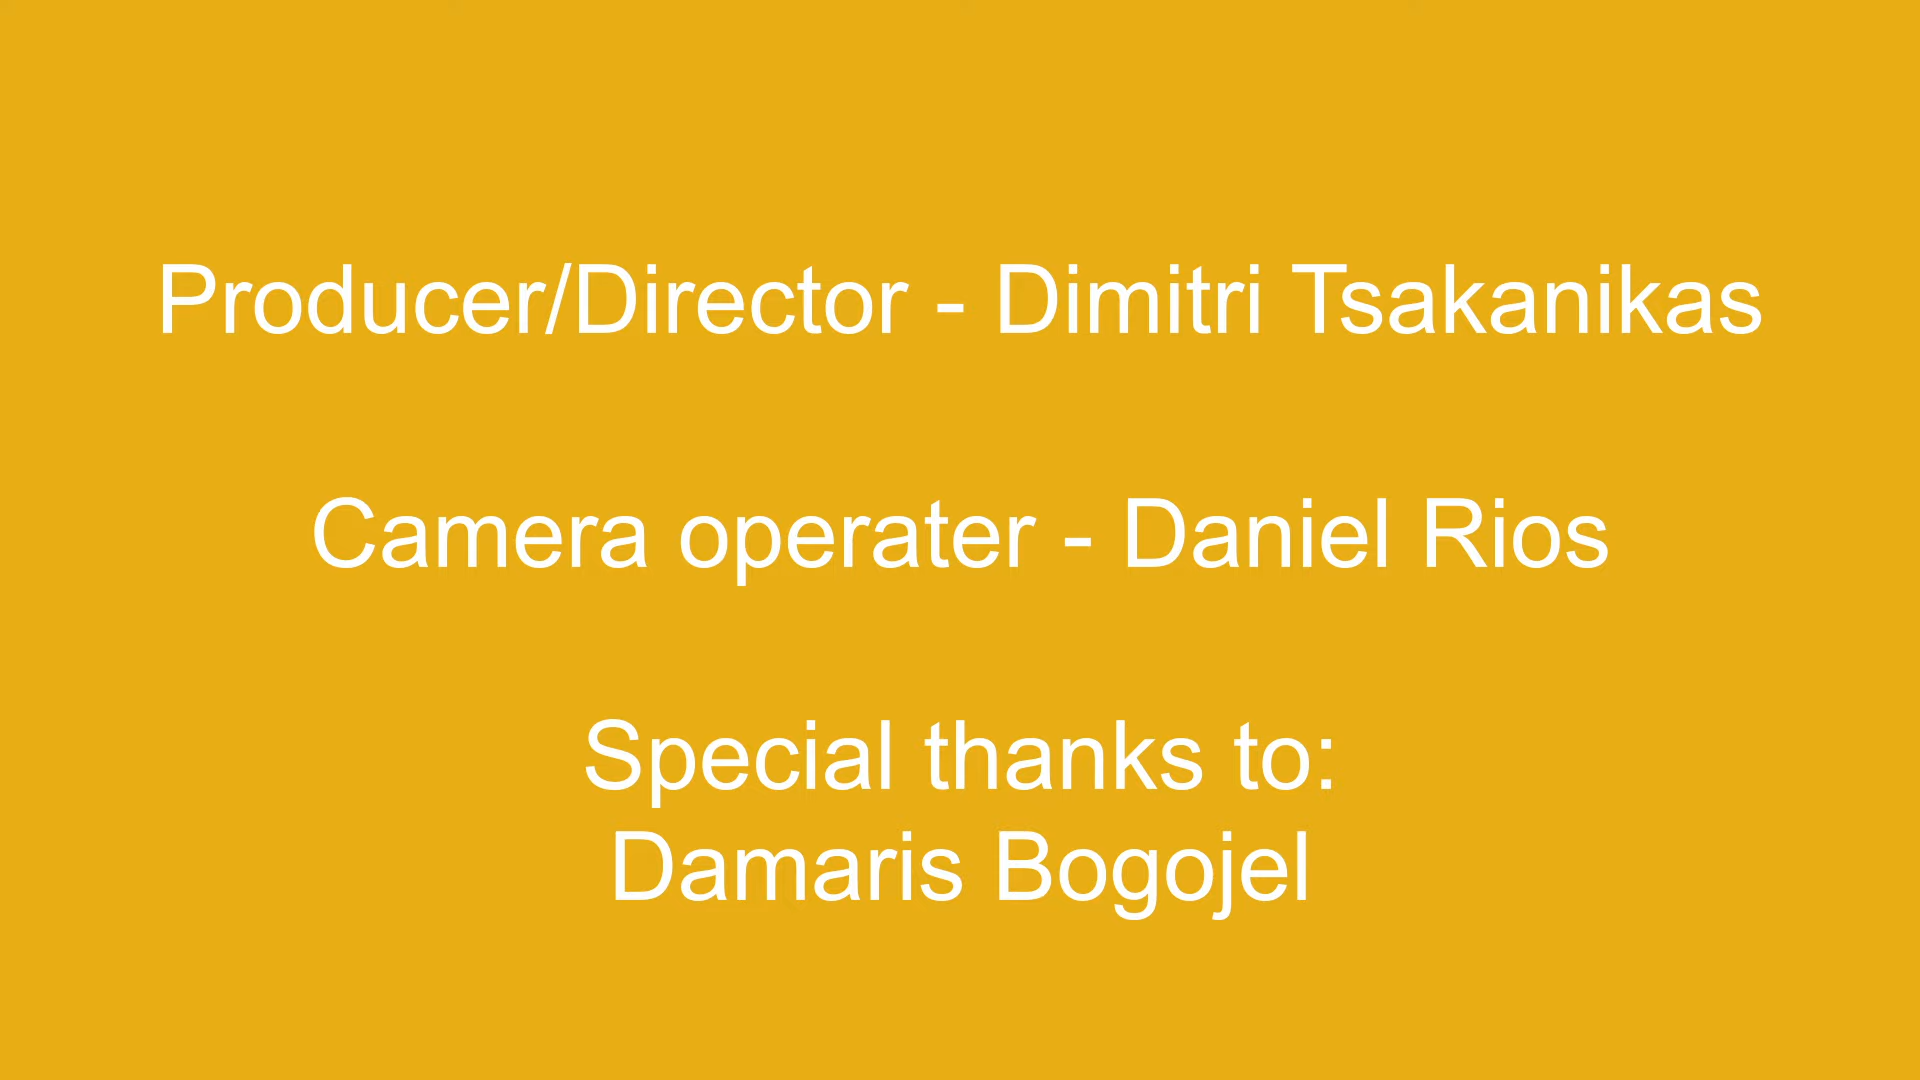 Producer/Director - Dimitri Tsakanikas
Camera operater - Daniel Rios
Special thanks to:
Damaris Bogojel